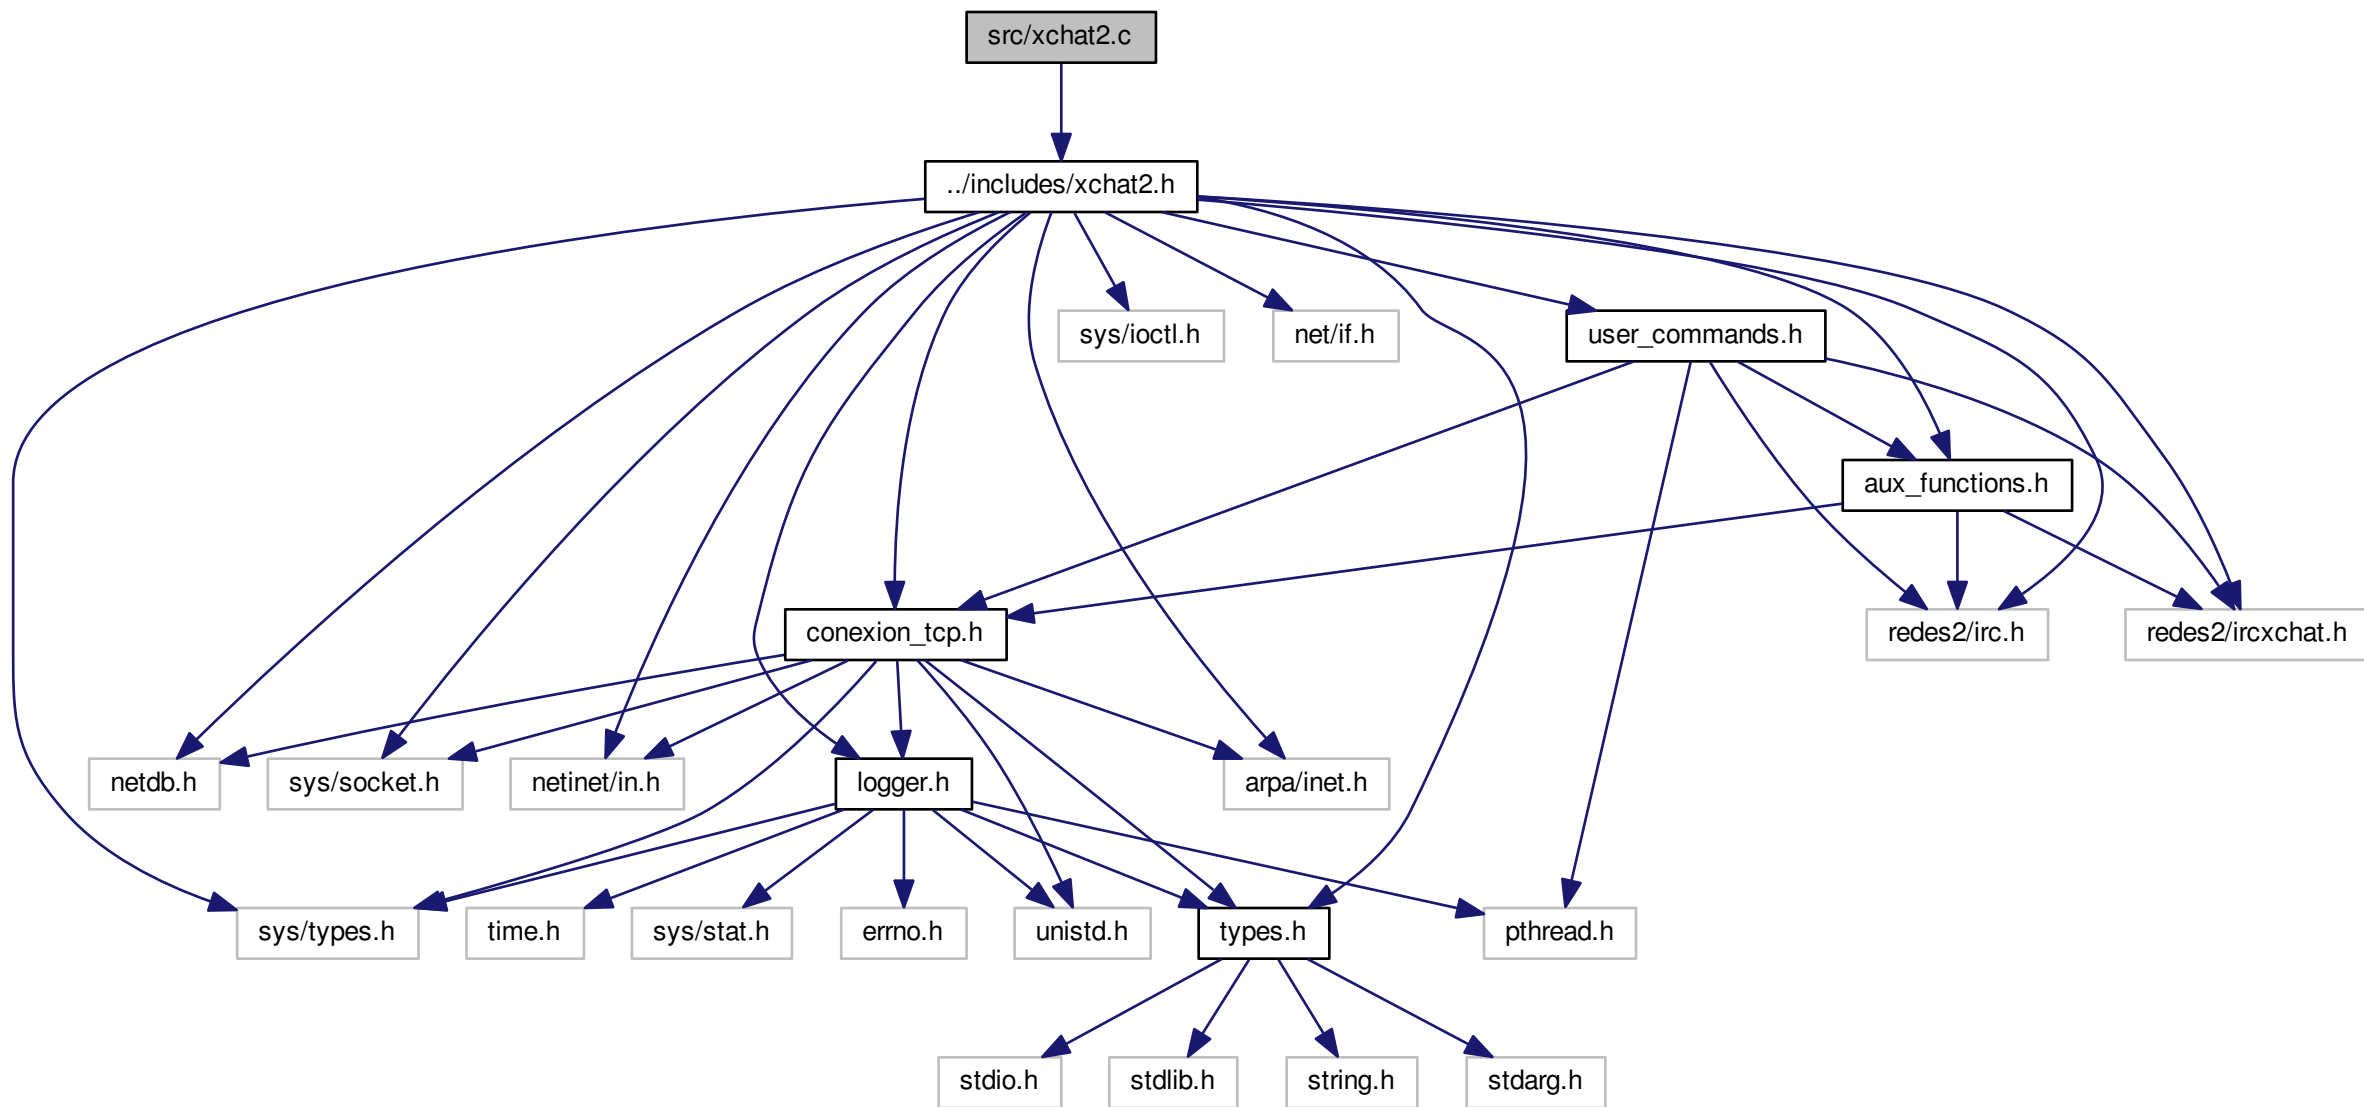 src/xchat2.c
../includes/xchat2.h
sys/ioctl.h
net/if.h
user_commands.h
aux_functions.h
conexion_tcp.h
redes2/irc.h
redes2/ircxchat.h
netdb.h
sys/socket.h
netinet/in.h
logger.h
arpa/inet.h
sys/types.h
time.h
sys/stat.h
errno.h
unistd.h
types.h
pthread.h
stdio.h
stdlib.h
string.h
stdarg.h